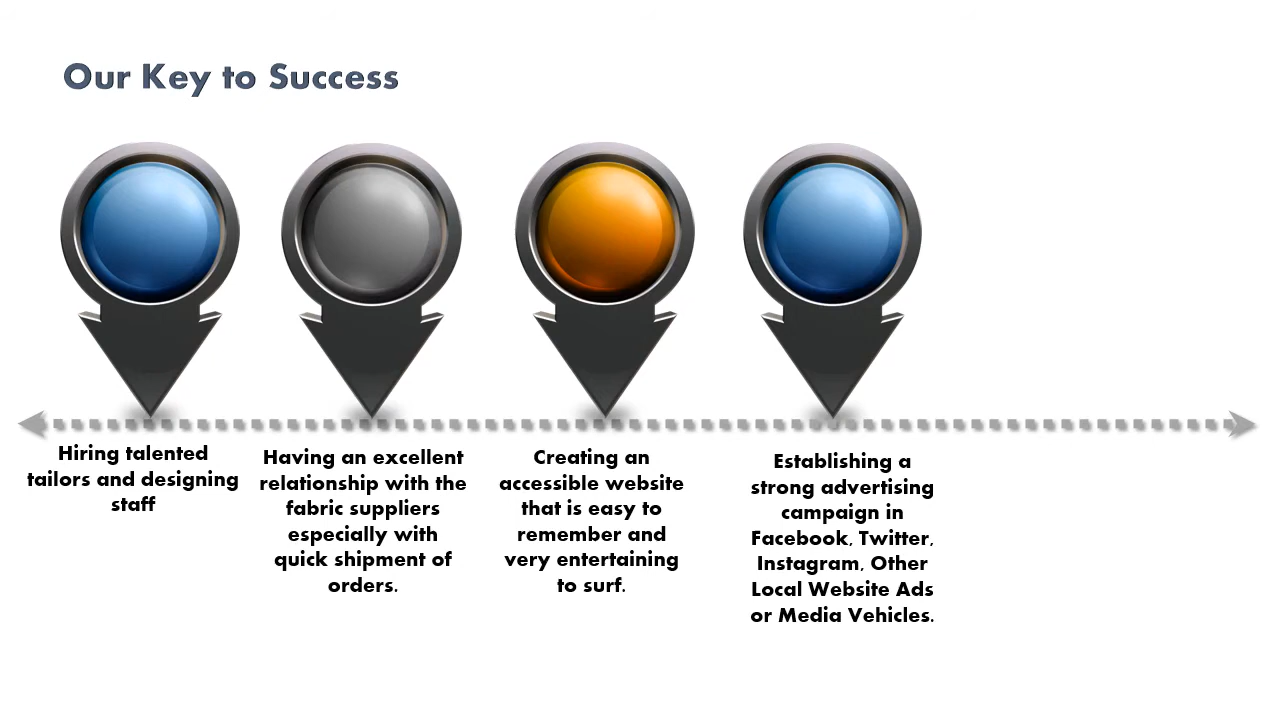 Our Key to Success
Hiring talented
tailors and designing
staff
Having an excellent
relationship with the
fabric suppliers
especially with
quick shipment of
orders.
Creating an
accessible website
that is easy to
remember and
very entertaining
to surf.
Establishing a
strong advertising
campaign in
Facebook, Twitter,
Instagram, Other
Local Website Ads
or Media Vehicles.